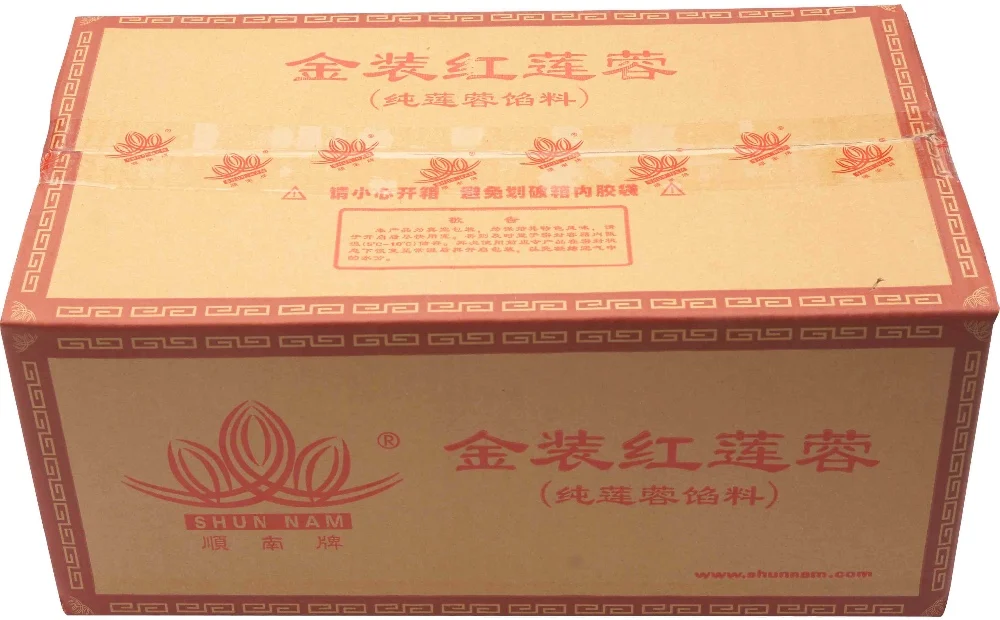 金装红莲蓉
(纯莲蓉馅料)
⚠ 请小心开箱 避免划破箱内胶袋 ⚠
敬 告
SHUN NAM
順南牌
®
金装红莲蓉
(纯莲蓉馅料)
www.shunnam.com